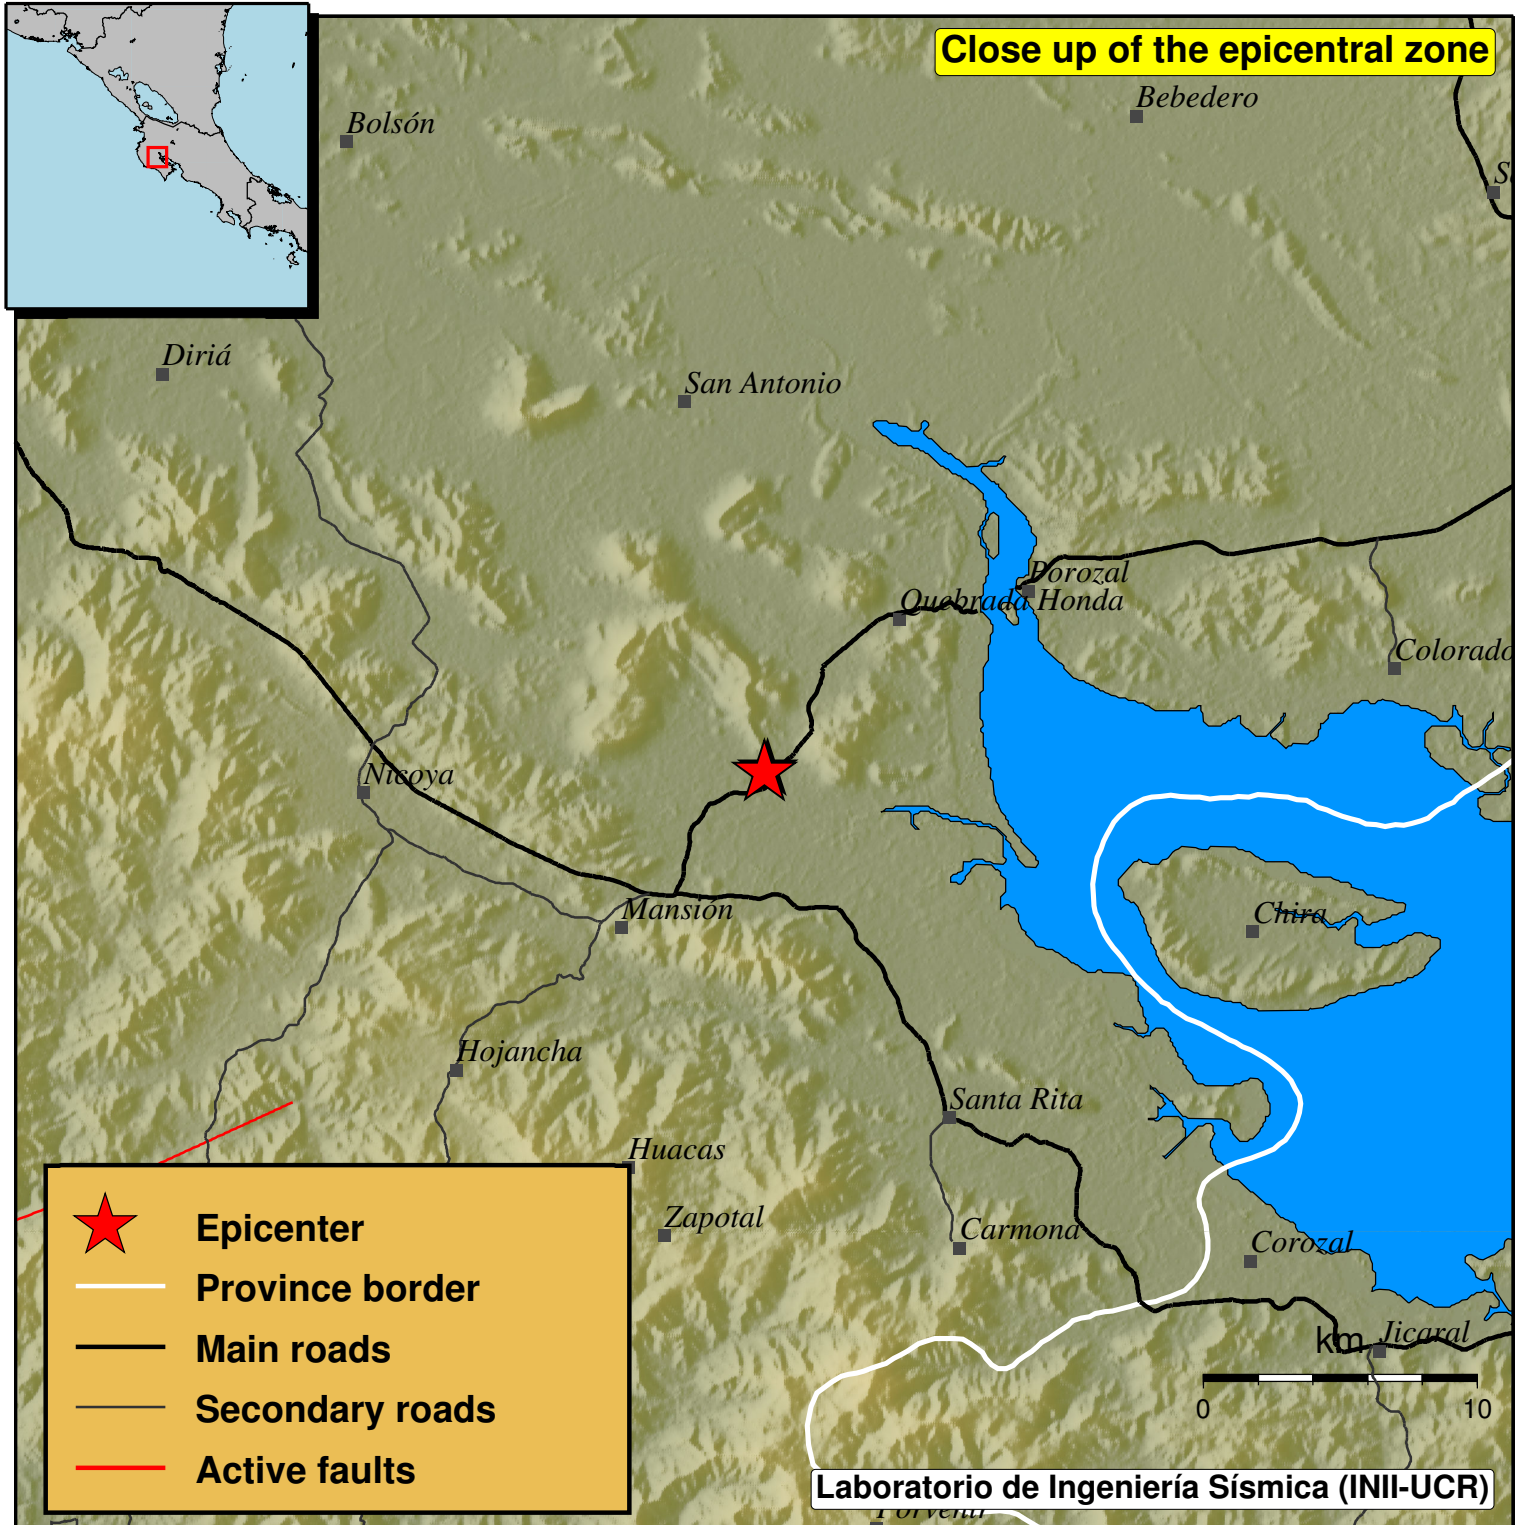 Close up of the epicentral zone
Bebedero
Bolsón
Diriá
San Antonio
Porozal
Quebrada Honda
Colorado
Nicoya
Mansión
Chira
Hojancha
Santa Rita
Huacas
Zapotal
Carmona
Corozal
km
Jicaral
0
10
Epicenter
Province border
Main roads
Secondary roads
Active faults
Laboratorio de Ingeniería Sísmica (INII-UCR)